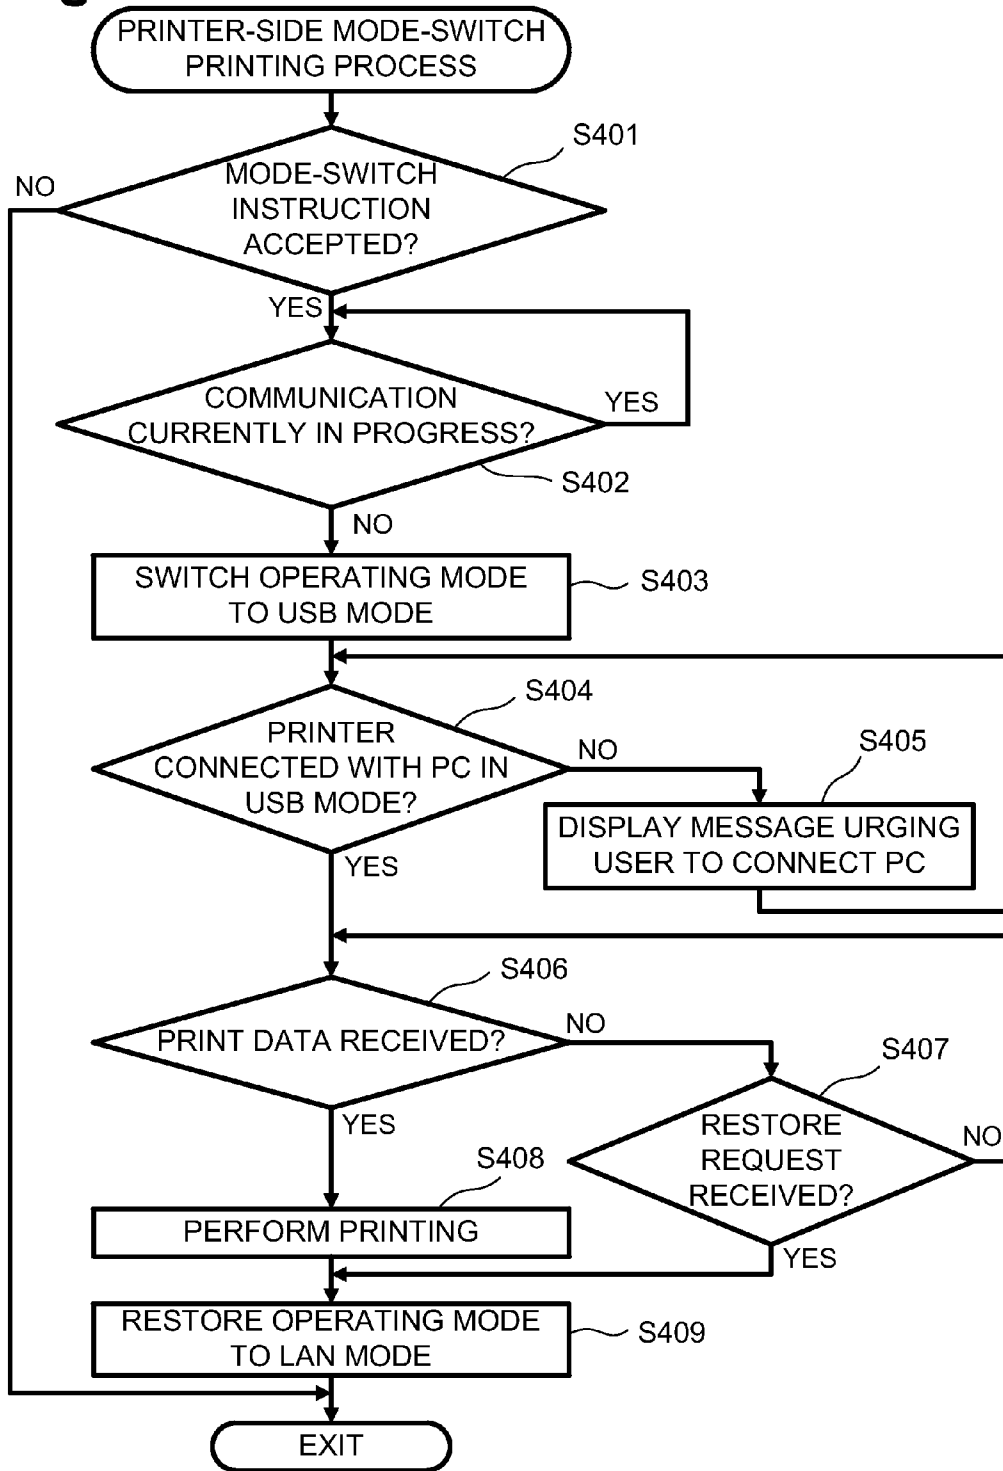 PRINTER-SIDE MODE-SWITCH
PRINTING PROCESS
S401
MODE-SWITCH
INSTRUCTION
ACCEPTED?
NO
YES
COMMUNICATION
CURRENTLY IN PROGRESS?
YES
S402
NO
SWITCH OPERATING MODE
TO USB MODE
S403
S404
PRINTER
CONNECTED WITH PC IN
USB MODE?
NO
S405
DISPLAY MESSAGE URGING
USER TO CONNECT PC
YES
S406
PRINT DATA RECEIVED?
NO
S407
RESTORE
REQUEST
RECEIVED?
NO
YES
S408
PERFORM PRINTING
YES
RESTORE OPERATING MODE
TO LAN MODE
S409
EXIT